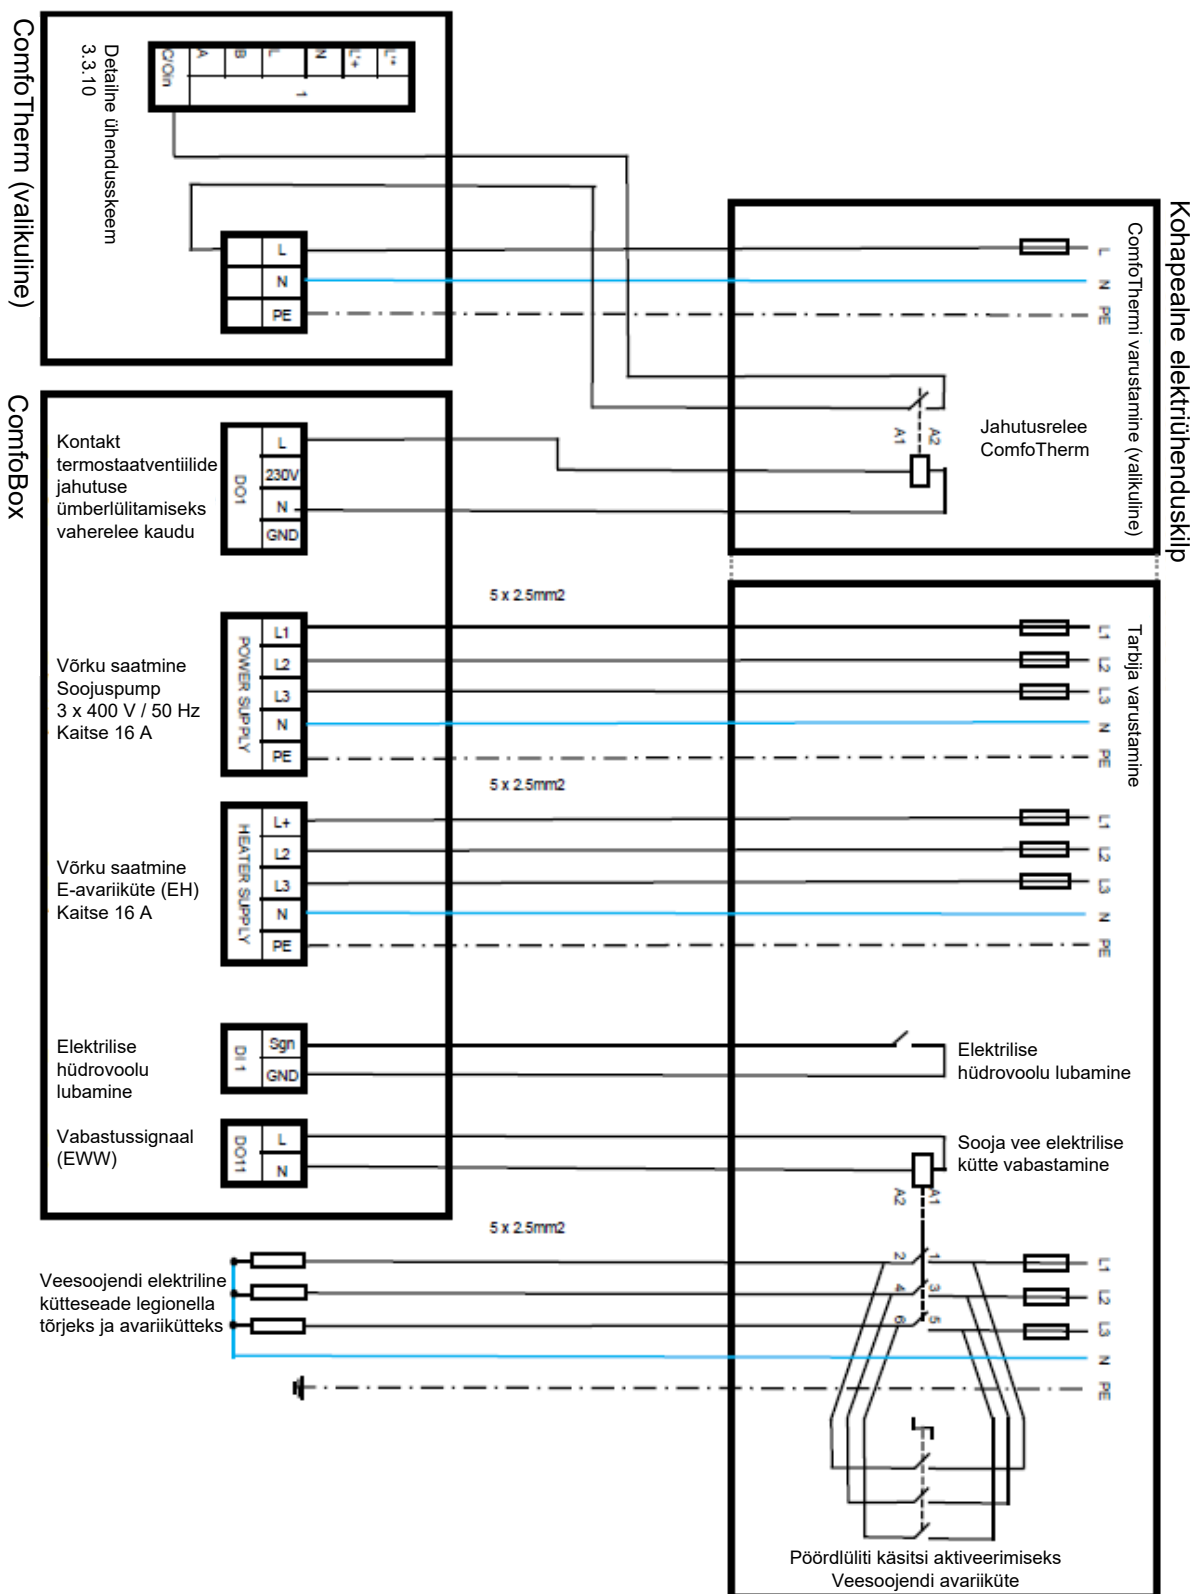 ComfoTherm (valikuline)
Detailne ühendusskeem
3.3.10
C/Oin
A
B
L
N
L'+
L'*
1
L
N
PE
Kohapealne elektriühenduskilp
ComfoThermi varustamine (valikuline)
L
N
PE
A1
A2
Jahutusrelee
ComfoTherm
ComfoBox
Kontakt
termostaatventiilide
jahutuse
ümberlülitamiseks
vaherelee kaudu
DO1
L
230V
N
GND
5 x 2.5mm2
Võrku saatmine
Soojuspump
3 x 400 V / 50 Hz
Kaitse 16 A
POWER SUPPLY
L1
L2
L3
N
PE
Tarbija varustamine
L1
L2
L3
N
PE
5 x 2.5mm2
Võrku saatmine
E-avariiküte (EH)
Kaitse 16 A
HEATER SUPPLY
L+
L2
L3
N
PE
L1
L2
L3
N
PE
Elektrilise
hüdrovoolu
lubamine
DI 1
Sgn
GND
Elektrilise
hüdrovoolu lubamine
Vabastussignaal
(EWW)
DO11
L
N
Sooja vee elektrilise
kütte vabastamine
A2
A1
5 x 2.5mm2
Veesoojendi elektriline
kütteseade legionella
tõrjeks ja avariikütteks
2
1
4
3
6
5
L1
L2
L3
N
PE
Pöördlüliti käsitsi aktiveerimiseks
Veesoojendi avariiküte